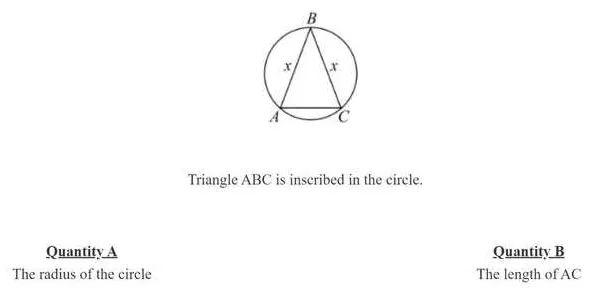 B
x x
A C
Triangle ABC is inscribed in the circle.
Quantity A Quantity B
The radius of the circle The length of AC